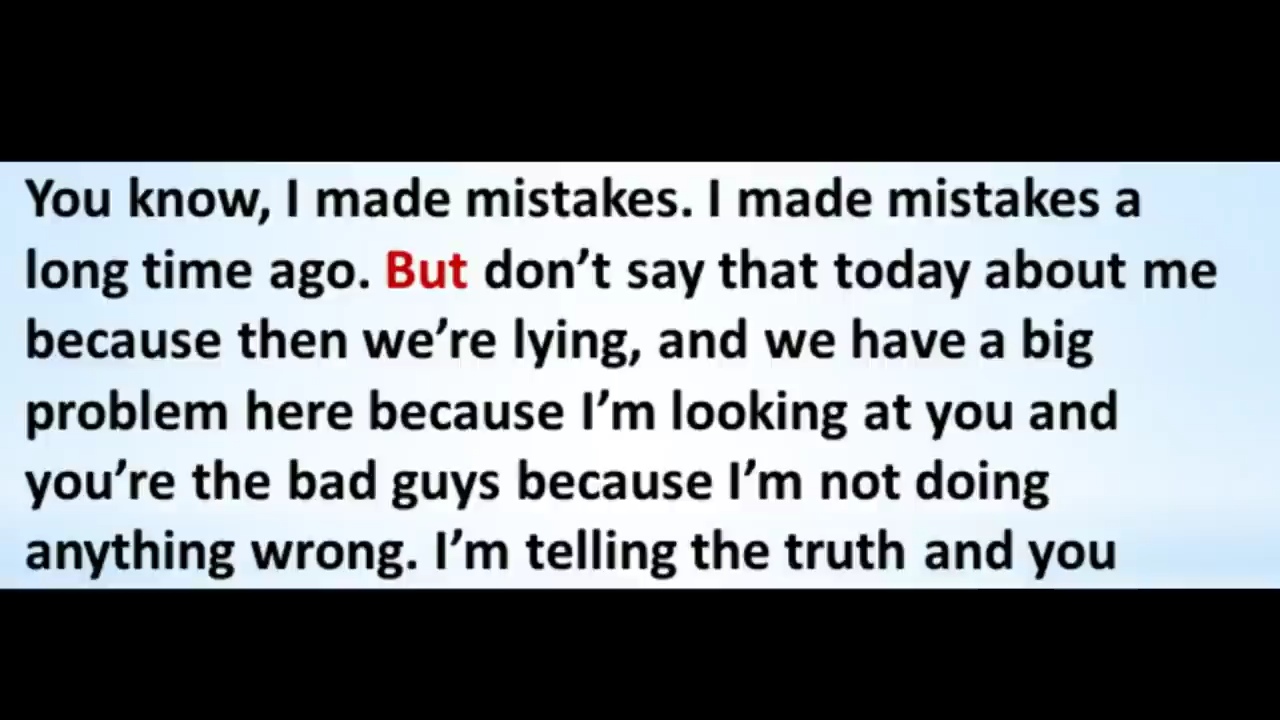 You know, I made mistakes. I made mistakes a
long time ago. But don’t say that today about me
because then we’re lying, and we have a big
problem here because I’m looking at you and
you’re the bad guys because I’m not doing
anything wrong. I’m telling the truth and you